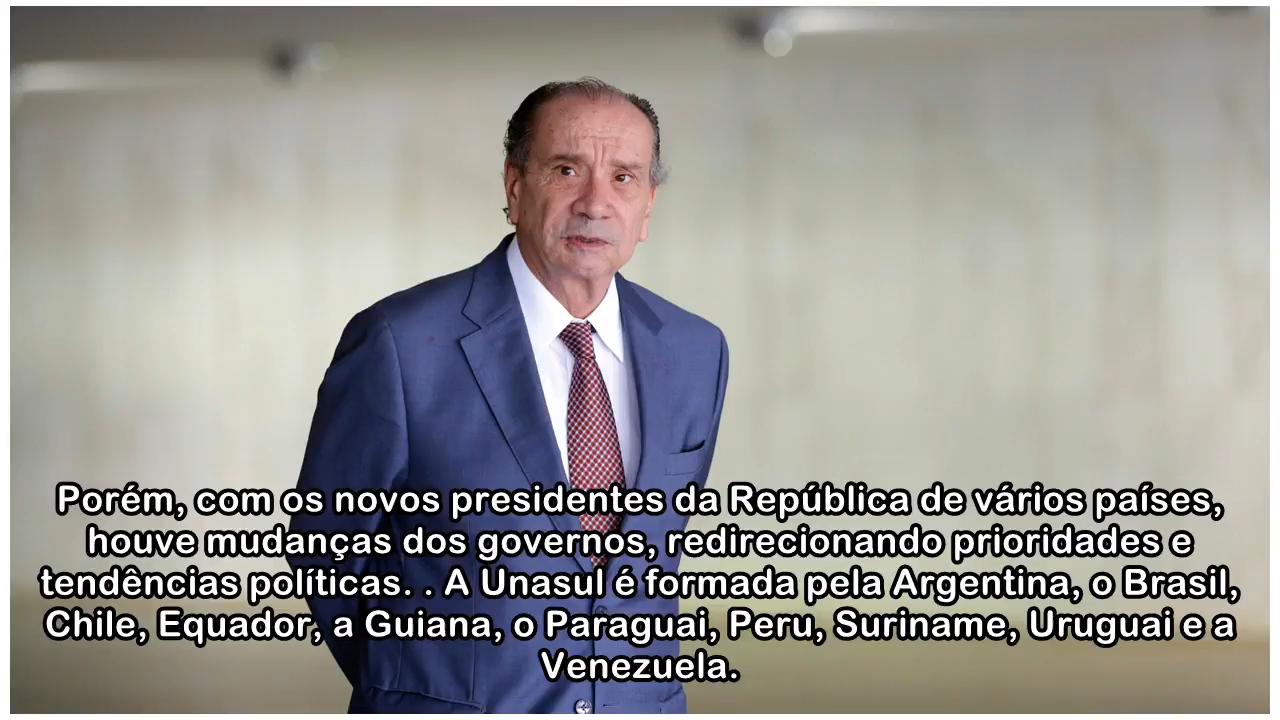 Porém, com os novos presidentes da República de vários países,
houve mudanças dos governos, redirecionando prioridades e
tendências políticas. . A Unasul é formada pela Argentina, o Brasil,
Chile, Equador, a Guiana, o Paraguai, Peru, Suriname, Uruguai e a
Venezuela.